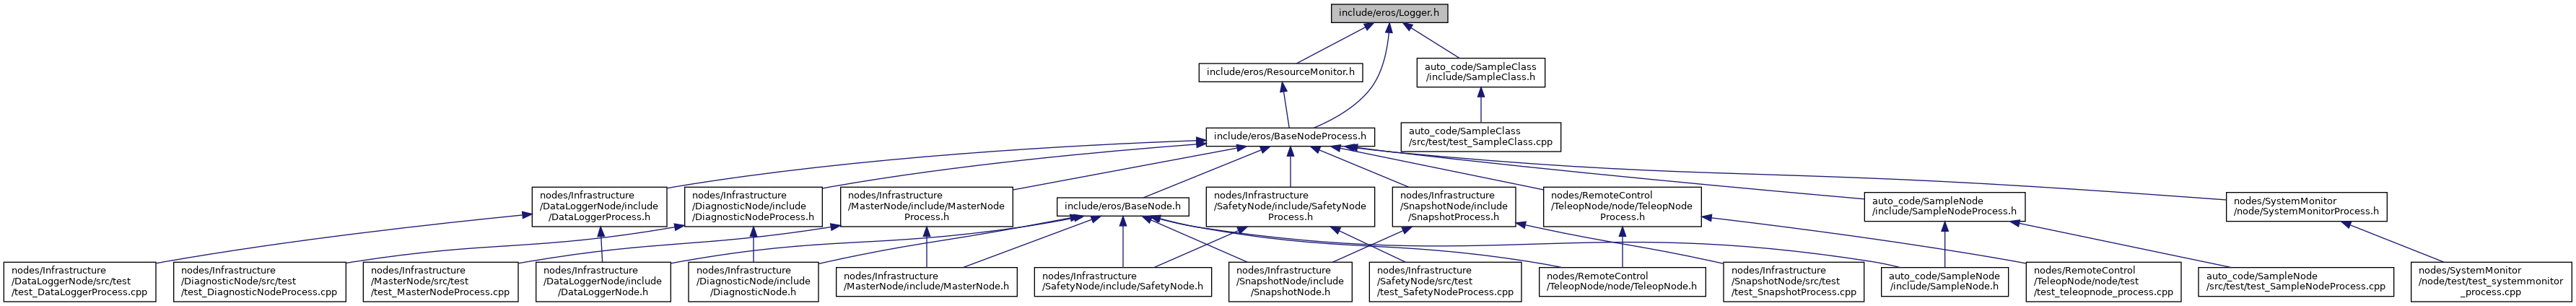 include/eros/Logger.h
include/eros/ResourceMonitor.h
auto_code/SampleClass
/include/SampleClass.h
include/eros/BaseNodeProcess.h
auto_code/SampleClass
/src/test/test_SampleClass.cpp
nodes/Infrastructure
/DataLoggerNode/include
/DataLoggerProcess.h
nodes/Infrastructure
/DiagnosticNode/include
/DiagnosticNodeProcess.h
nodes/Infrastructure
/MasterNode/include/MasterNode
Process.h
include/eros/BaseNode.h
nodes/Infrastructure
/SafetyNode/include/SafetyNode
Process.h
nodes/Infrastructure
/SnapshotNode/include
/SnapshotProcess.h
nodes/RemoteControl
/TeleopNode/node/TeleopNode
Process.h
auto_code/SampleNode
/include/SampleNodeProcess.h
nodes/SystemMonitor
/node/SystemMonitorProcess.h
nodes/Infrastructure
/DataLoggerNode/src/test
/test_DataLoggerProcess.cpp
nodes/Infrastructure
/DiagnosticNode/src/test
/test_DiagnosticNodeProcess.cpp
nodes/Infrastructure
/MasterNode/src/test
/test_MasterNodeProcess.cpp
nodes/Infrastructure
/DataLoggerNode/include
/DataLoggerNode.h
nodes/Infrastructure
/DiagnosticNode/include
/DiagnosticNode.h
nodes/Infrastructure
/MasterNode/include/MasterNode.h
nodes/Infrastructure
/SafetyNode/include/SafetyNode.h
nodes/Infrastructure
/SnapshotNode/include
/SnapshotNode.h
nodes/Infrastructure
/SafetyNode/src/test
/test_SafetyNodeProcess.cpp
nodes/RemoteControl
/TeleopNode/node/TeleopNode.h
nodes/Infrastructure
/SnapshotNode/src/test
/test_SnapshotProcess.cpp
auto_code/SampleNode
/include/SampleNode.h
nodes/RemoteControl
/TeleopNode/node/test
/test_teleopnode_process.cpp
auto_code/SampleNode
/src/test/test_SampleNodeProcess.cpp
nodes/SystemMonitor
/node/test/test_systemmonitor
_process.cpp